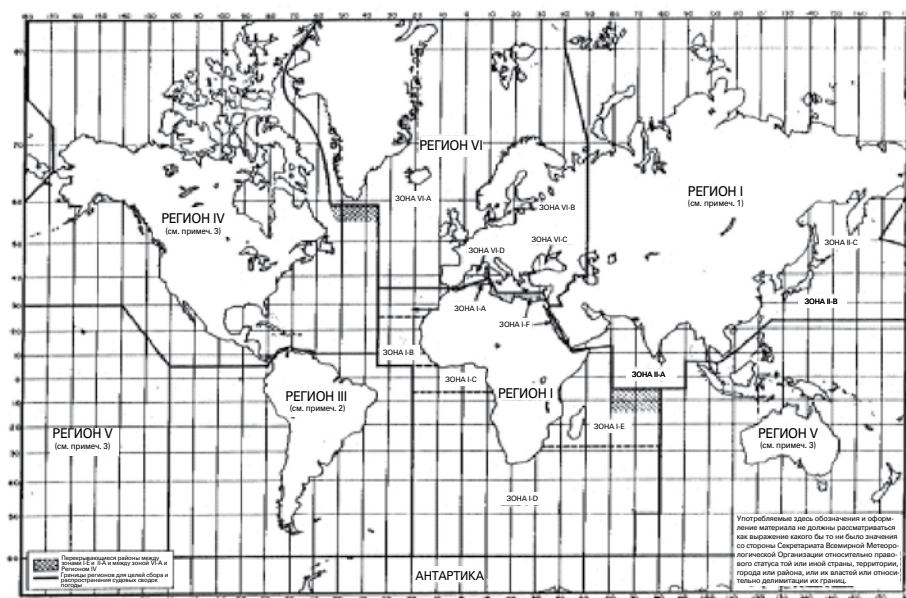 РЕГИОН VI
ЗОНА VI-A
ЗОНА VI-B
РЕГИОН I
(см. примеч. 1)
РЕГИОН IV
(см. примеч. 3)
ЗОНА VI-C
ЗОНА VI-D
ЗОНА II-C
ЗОНА I-A
ЗОНА II-B
ЗОНА I-F
ЗОНА I-B
ЗОНА II-A
ЗОНА I-C
РЕГИОН III
(см. примеч. 2)
РЕГИОН I
ЗОНА I-E
РЕГИОН V
(см. примеч. 3)
РЕГИОН V
(см. примеч. 3)
ЗОНА I-D
АНТАРКТИКА
Перекрывающиеся районы между
зонами I-E и II-A и между зоной VI-A и
Регионом IV
Границы регионов для целей сбора и
распространения судовых сводок
погоды
Употребляемые здесь обозначения и оформ-
ление материала не должны рассматриваться
как выражение какого бы то ни было значения
со стороны Секретариата Всемирной Метеоро-
логической Организации относительно право-
вого статуса той или иной страны, территории,
города или района, или их властей или относи-
тельно делимитации их границ.